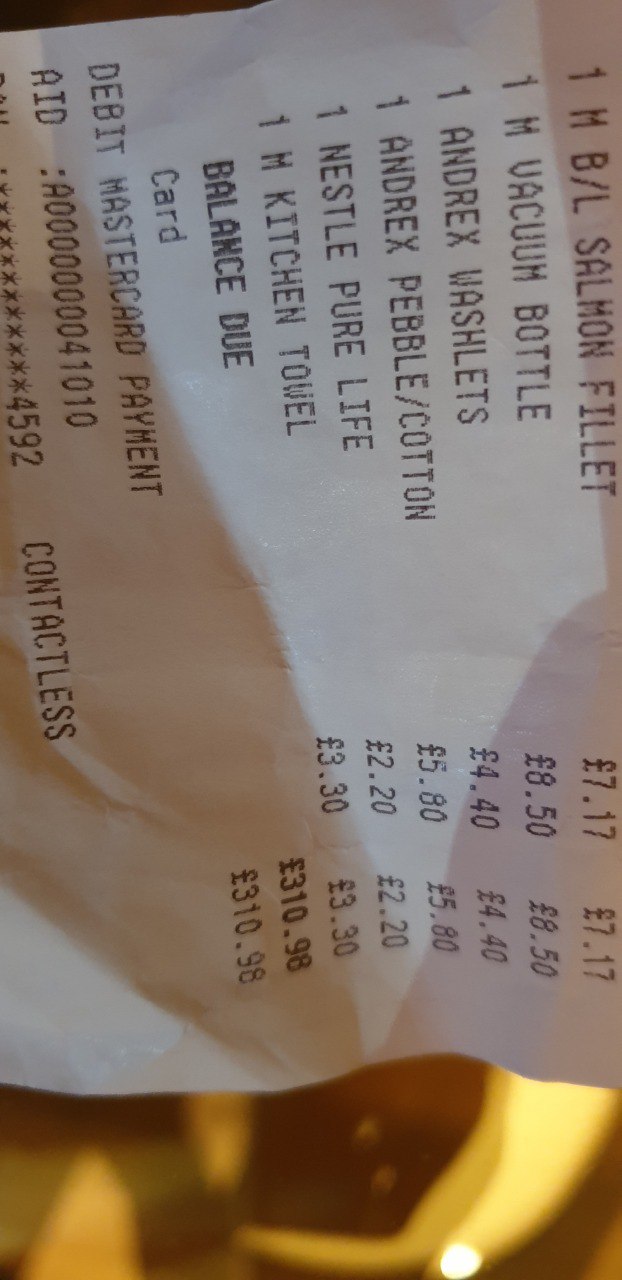 1 M B/L SALMON FILLET £7.17 £7.17
1 M VACUUM BOTTLE £8.50 £8.50
1 ANDREX WASHLETS £4.40 £4.40
1 ANDREX PEBBLE/COTTON £5.80 £5.80
1 NESTLE PURE LIFE £2.20 £2.20
1 M KITCHEN TOWEL £3.30 £3.30
BALANCE DUE £310.98
Card £310.98
DEBIT MASTERCARD PAYMENT
AID :A0000000041010
:************4592 CONTACTLESS